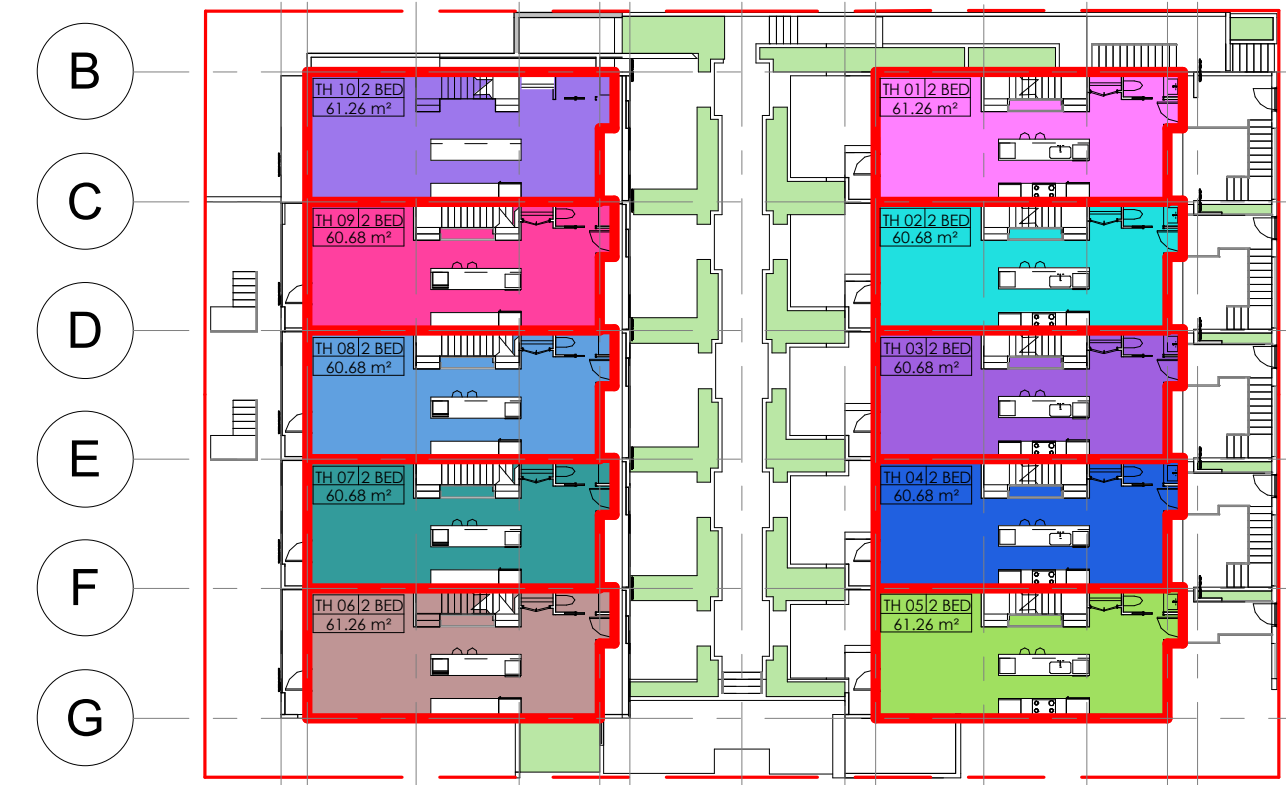 B
TH 10 2 BED
61.26 m²
TH 01 2 BED
61.26 m²
C
TH 09 2 BED
60.68 m²
TH 02 2 BED
60.68 m²
D
TH 08 2 BED
60.68 m²
TH 03 2 BED
60.68 m²
E
TH 07 2 BED
60.68 m²
TH 04 2 BED
60.68 m²
F
TH 06 2 BED
61.26 m²
TH 05 2 BED
61.26 m²
G